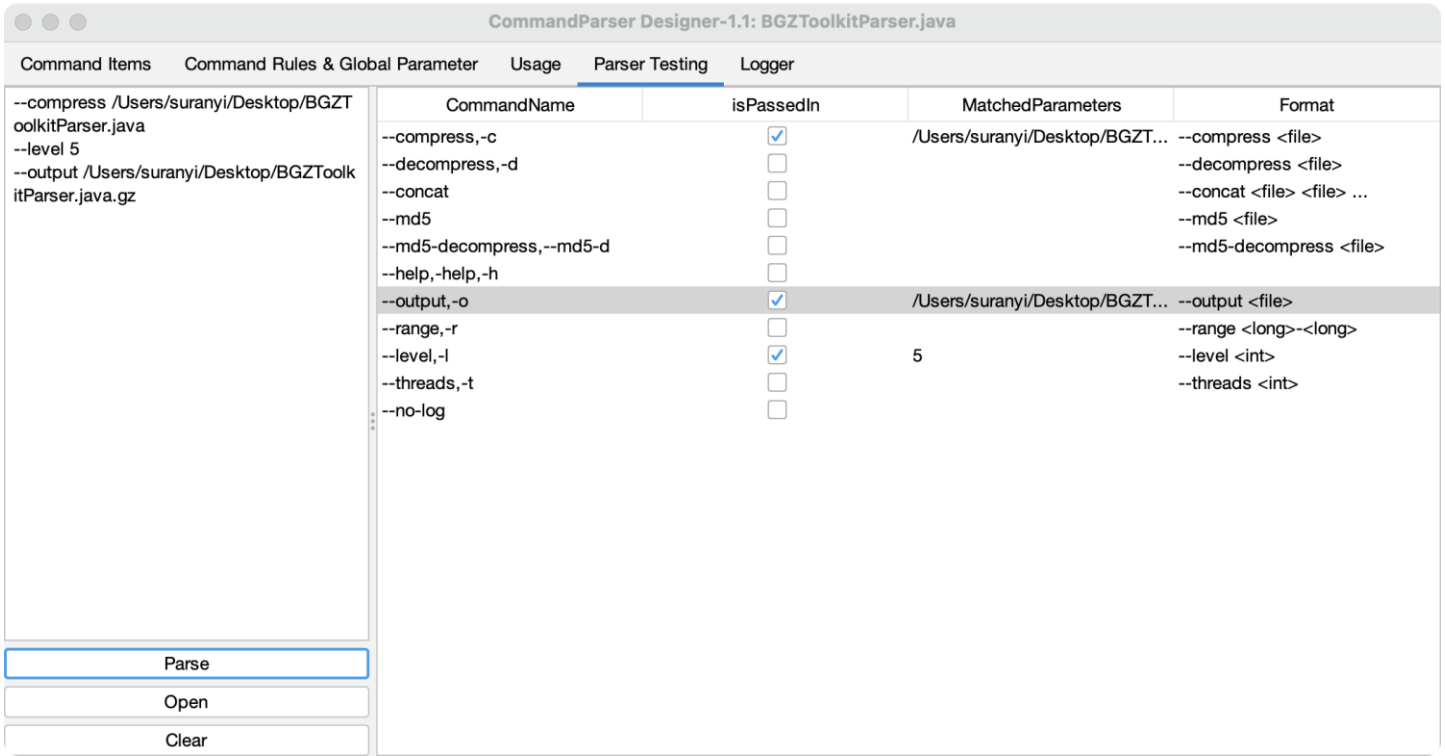 CommandParser Designer-1.1: BGZToolkitParser.java
Command Items Command Rules & Global Parameter Usage Parser Testing Logger
--compress /Users/suranyi/Desktop/BGZT
oolkitParser.java
--level 5
--output /Users/suranyi/Desktop/BGZToolk
itParser.java.gz
Parse
Open
Clear
CommandName isPassedIn MatchedParameters Format
--compress,-c /Users/suranyi/Desktop/BGZT... --compress <file>
--decompress,-d --decompress <file>
--concat --concat <file> <file> ...
--md5 --md5 <file>
--md5-decompress,--md5-d --md5-decompress <file>
--help,-help,-h
--output,-o /Users/suranyi/Desktop/BGZT... --output <file>
--range,-r --range <long>-<long>
--level,-l 5 --level <int>
--threads,-t --threads <int>
--no-log